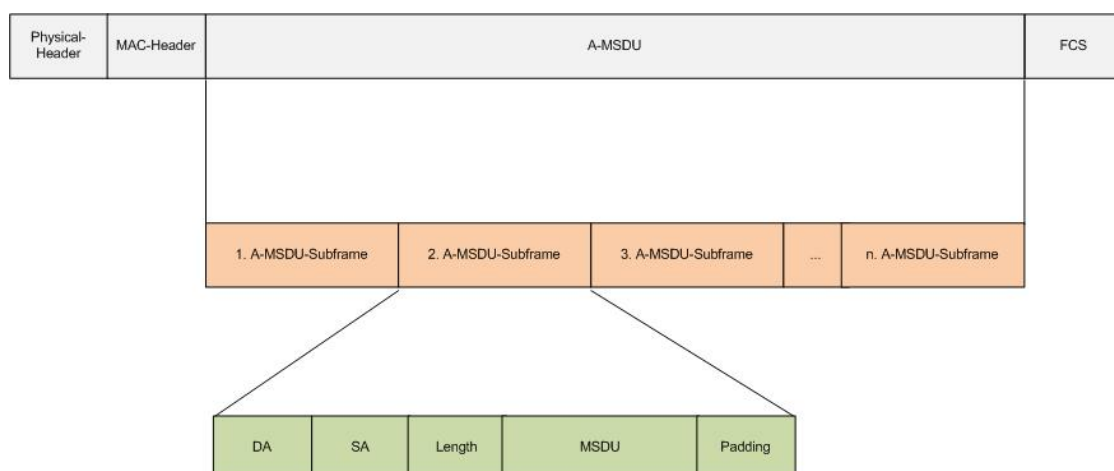 Physical-
Header
MAC-Header
A-MSDU
FCS
1. A-MSDU-Subframe
2. A-MSDU-Subframe
3. A-MSDU-Subframe
...
n. A-MSDU-Subframe
DA
SA
Length
MSDU
Padding